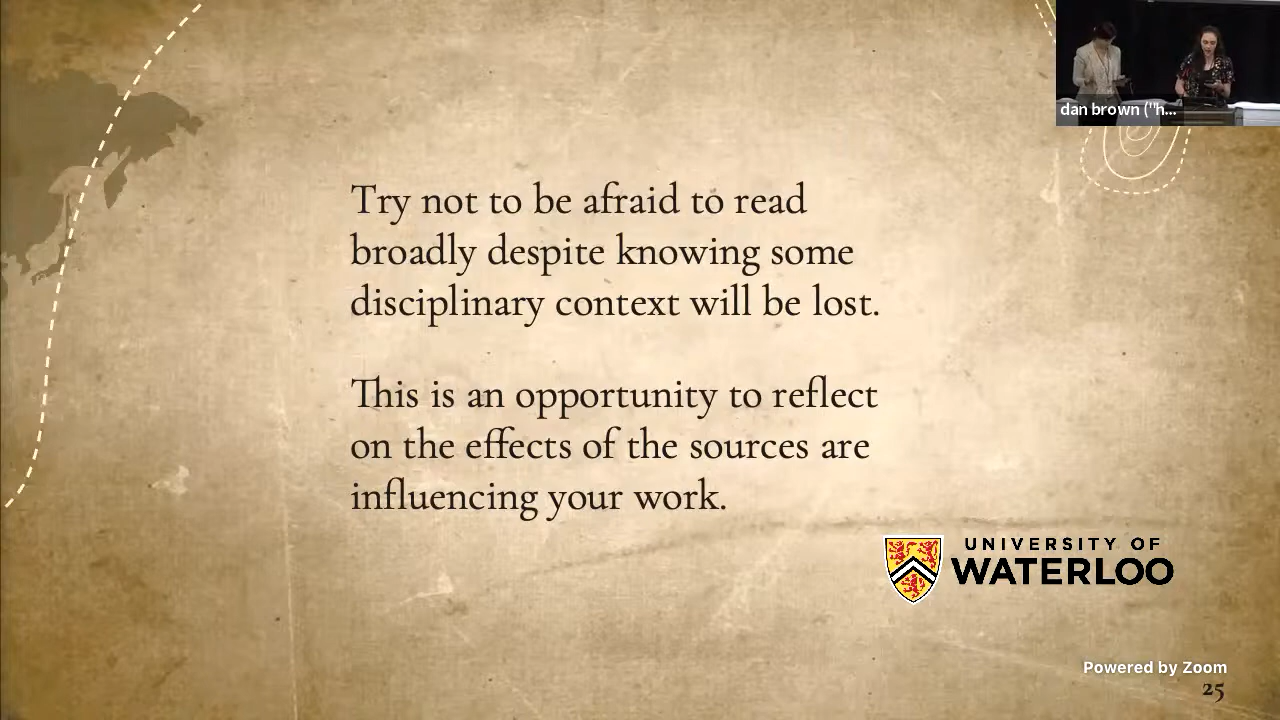 dan brown ("h...
Try not to be afraid to read
broadly despite knowing some
disciplinary context will be lost.
This is an opportunity to reflect
on the effects of the sources are
influencing your work.
UNIVERSITY OF
WATERLOO
Powered by Zoom
25